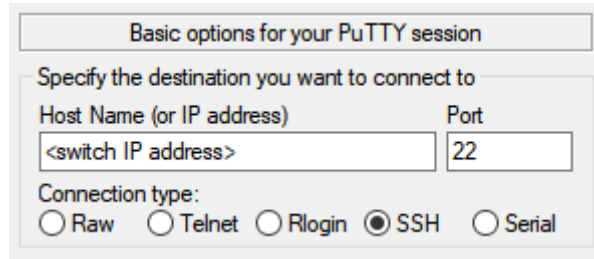 Basic options for your PuTTY session
Specify the destination you want to connect to
Host Name (or IP address) Port
<switch IP address> 22
Connection type:
Raw Telnet Rlogin SSH Serial